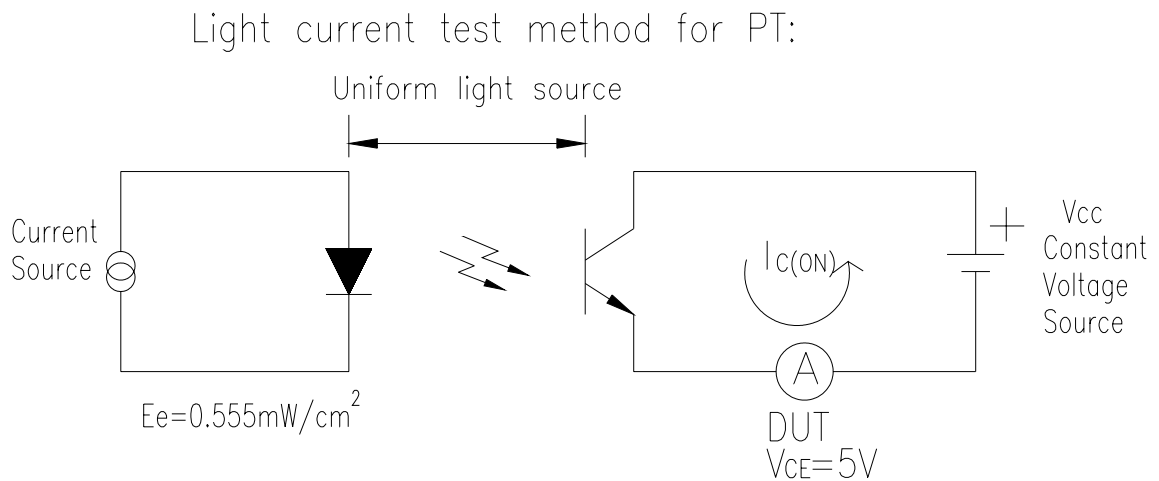 Light current test method for PT:
Uniform light source
Current
Source
Ee=0.555mW/cm²
IC(ON)
A
DUT
VCE=5V
+
Vcc
Constant
Voltage
Source